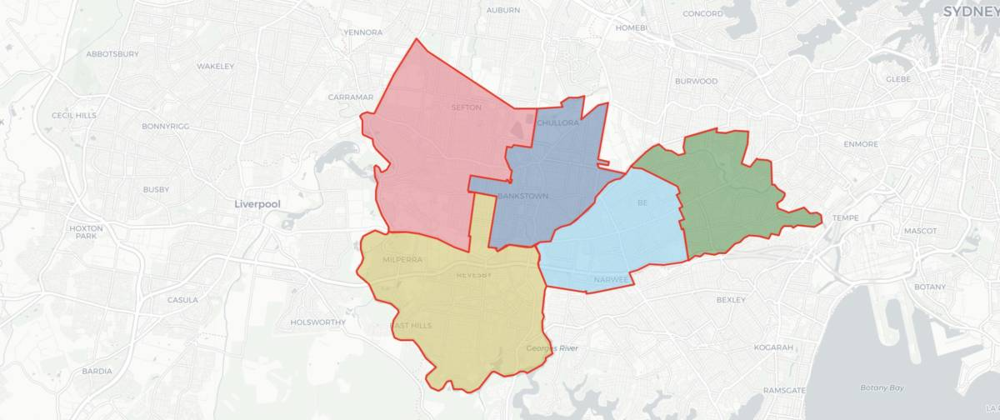 AUBURN
CONCORD
SYDNEY
YENNORA
HOMEBI
ABBOTSBURY
WAKELEY
GLEBE
BURWOOD
CARRAMAR
SEFTON
CECIL HILLS
CHULLORA
BONNYRIGG
ENMORE
BUSBY
BANKSTOWN
Liverpool
BE
TEMPE
HOXTON
PARK
MASCOT
MILPERRA
REVESBY
NARWEE
BOTANY
CASULA
BEXLEY
HOLSWORTHY
EAST HILLS
Georges River
KOGARAH
BARDIA
RAMSGATE
Botany Bay
LA